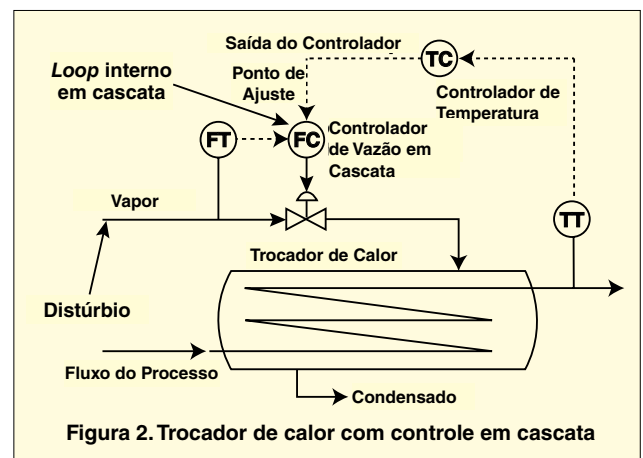 Saída do Controlador
TC
Loop interno
em cascata
Ponto de
Ajuste
Controlador de
Temperatura
FT
FC
Controlador
de Vazão em
Cascata
Vapor
TT
Trocador de Calor
Distúrbio
Fluxo do Processo
Condensado
Figura 2. Trocador de calor com controle em cascata